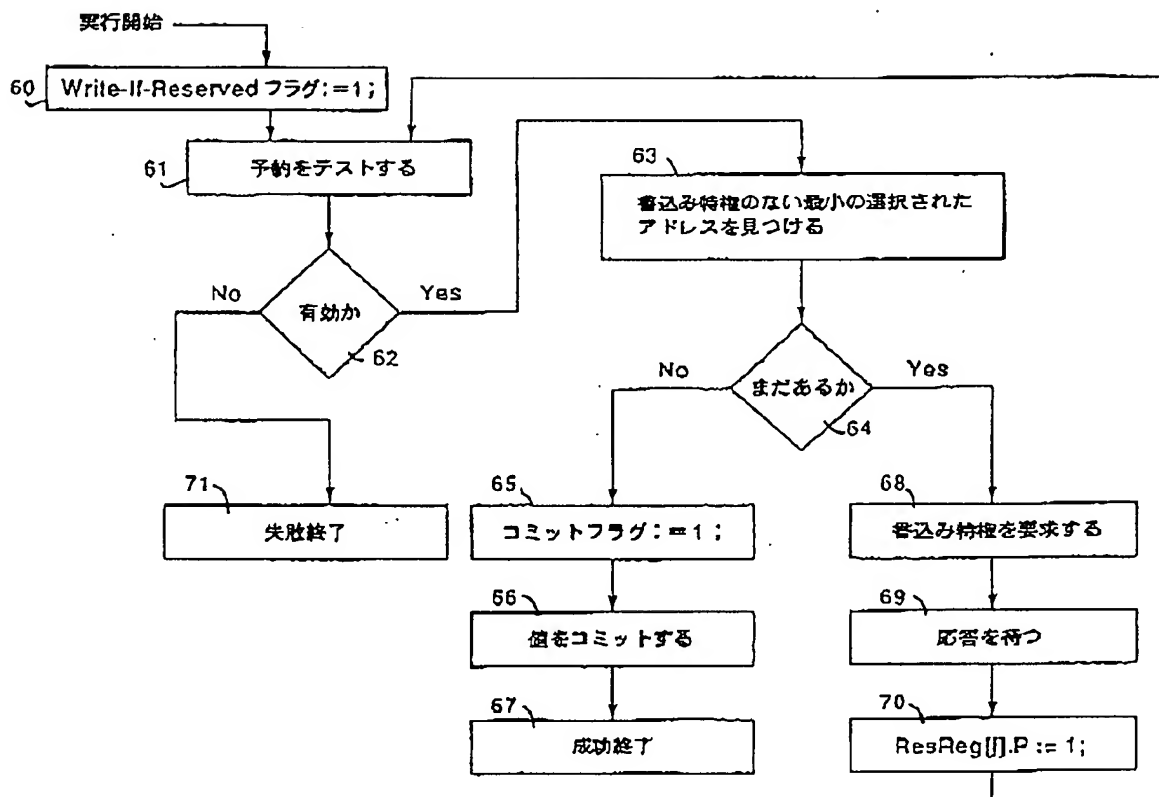 実行開始
60
Write-If-Reserved フラグ:=1;
61
予約をテストする
No
有効か
Yes
62
71
失敗終了
63
書込み特権のない最小の選択された
アドレスを見つける
No
まだあるか
Yes
64
65
コミットフラグ:=1;
66
値をコミットする
67
成功終了
68
書込み特権を要求する
69
応答を待つ
70
ResReg[j].P := 1;